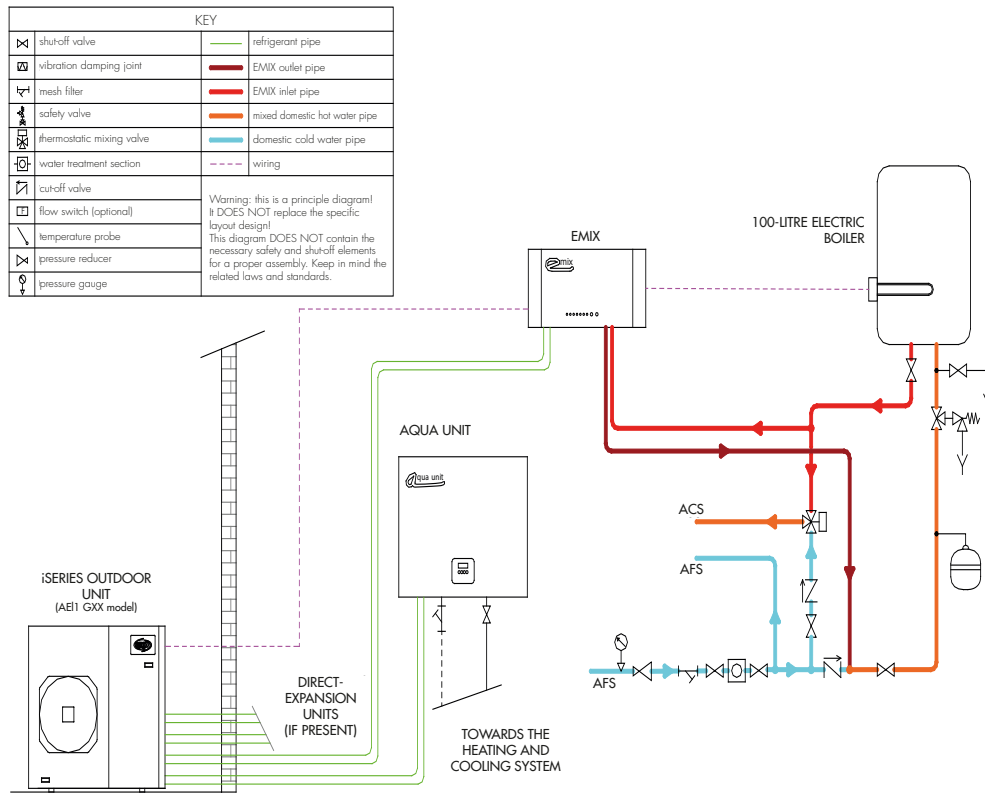 KEY
shut-off valve
refrigerant pipe
vibration damping joint
EMIX outlet pipe
mesh filter
EMIX inlet pipe
safety valve
mixed domestic hot water pipe
thermostatic mixing valve
domestic cold water pipe
water treatment section
wiring
cut-off valve
flow switch (optional)
temperature probe
pressure reducer
pressure gauge
F
Warning: this is a principle diagram!
It DOES NOT replace the specific
layout design!
This diagram DOES NOT contain the
necessary safety and shut-off elements
for a proper assembly. Keep in mind the
related laws and standards.
100-LITRE ELECTRIC
BOILER
EMIX
emix
AQUA UNIT
aqua unit
ACS
AFS
iSERIES OUTDOOR
UNIT
(AEI1 GXX model)
AFS
DIRECT-
EXPANSION
UNITS
(IF PRESENT)
TOWARDS THE
HEATING AND
COOLING SYSTEM